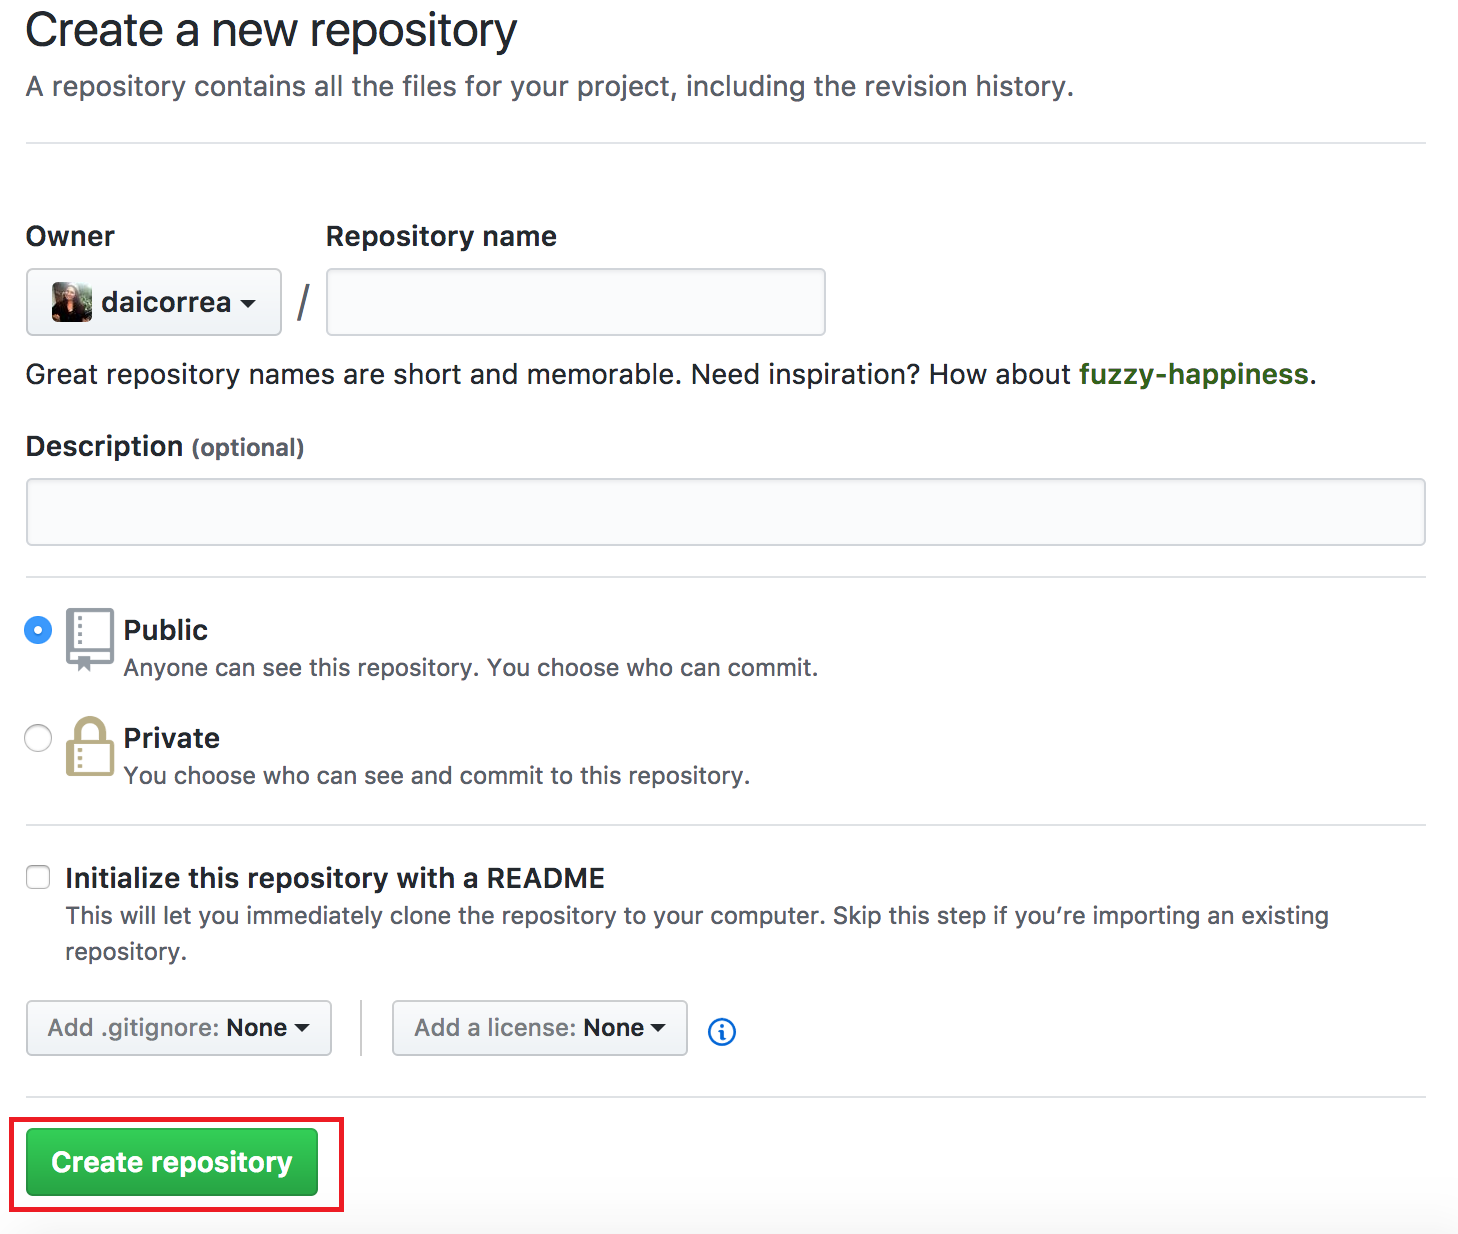 Create a new repository
A repository contains all the files for your project, including the revision history.
Owner
Repository name
daicorrea
/
Great repository names are short and memorable. Need inspiration? How about fuzzy-happiness.
Description (optional)
Public
Anyone can see this repository. You choose who can commit.
Private
You choose who can see and commit to this repository.
Initialize this repository with a README
This will let you immediately clone the repository to your computer. Skip this step if you’re importing an existing
repository.
Add .gitignore: None
Add a license: None
Create repository